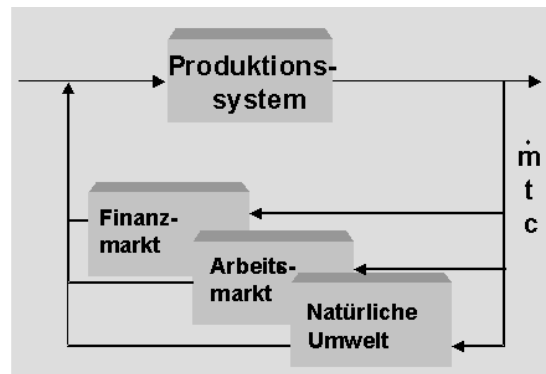 Produktions-
system
ṁ
t
c
Finanz-
markt
Arbeits-
markt
Natürliche
Umwelt